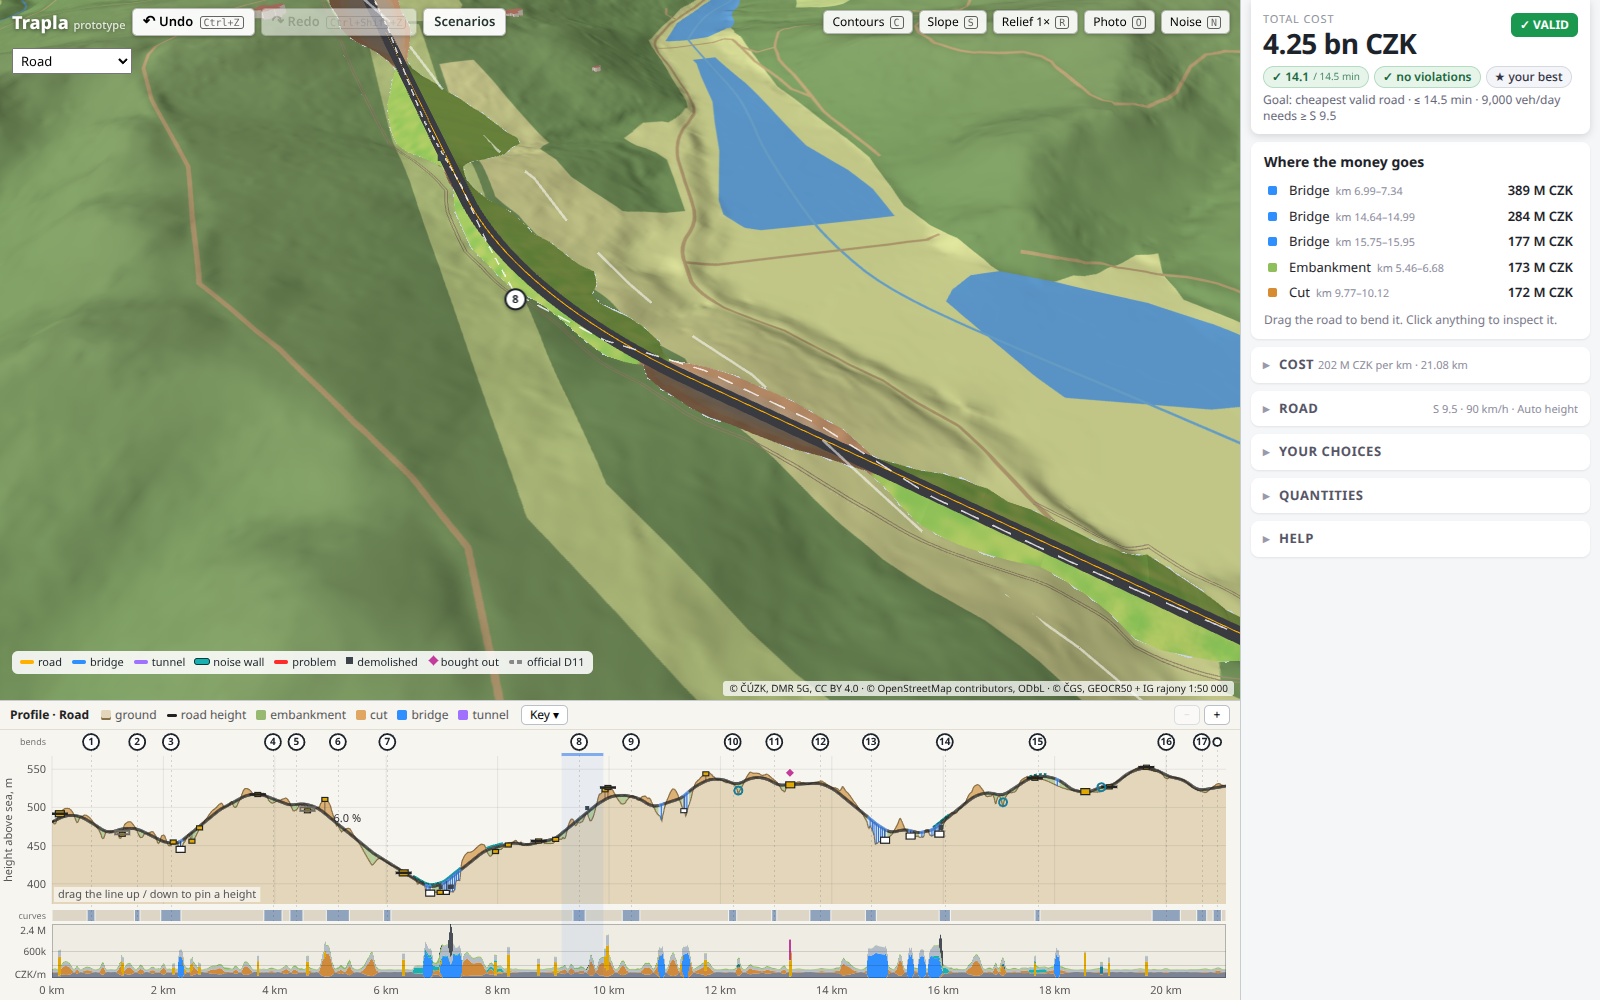 Trapla prototype
↶ Undo Ctrl+Z
↷ Redo Ctrl+Shift+Z
Scenarios
Contours C
Slope S
Relief 1× R
Photo O
Noise N
Road
8
road
bridge
tunnel
noise wall
problem
demolished
bought out
official D11
© ČÚZK, DMR 5G, CC BY 4.0 · © OpenStreetMap contributors, ODbL · © ČGS, GEOCR50 + IG rajony 1:50 000
TOTAL COST
4.25 bn CZK
✓ VALID
✓ 14.1 / 14.5 min
✓ no violations
★ your best
Goal: cheapest valid road · ≤ 14.5 min · 9,000 veh/day
needs ≥ S 9.5
Where the money goes
Bridge km 6.99–7.34 389 M CZK
Bridge km 14.64–14.99 284 M CZK
Bridge km 15.75–15.95 177 M CZK
Embankment km 5.46–6.68 173 M CZK
Cut km 9.77–10.12 172 M CZK
Drag the road to bend it. Click anything to inspect it.
▸ COST 202 M CZK per km · 21.08 km
▸ ROAD S 9.5 · 90 km/h · Auto height
▸ YOUR CHOICES
▸ QUANTITIES
▸ HELP
Profile · Road
ground
road height
embankment
cut
bridge
tunnel
Key ▾
−
+
bends 1 2 3 4 5 6 7 8 9 10 11 12 13 14 15 16 17
height above sea, m
550
500
450
400
6.0 %
drag the line up / down to pin a height
curves
2.4 M
600k
CZK/m
0 km 2 km 4 km 6 km 8 km 10 km 12 km 14 km 16 km 18 km 20 km